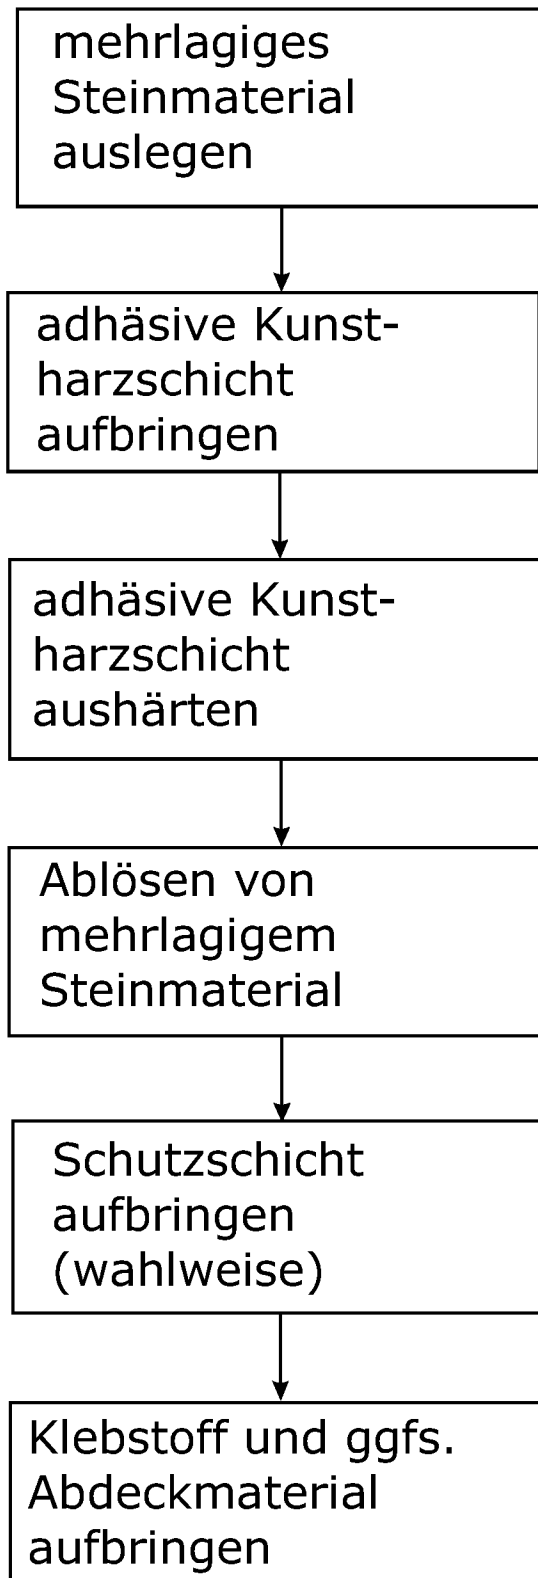 mehrlagiges
Steinmaterial
auslegen
adhäsive Kunst-
harzschicht
aufbringen
adhäsive Kunst-
harzschicht
aushärten
Ablösen von
mehrlagigem
Steinmaterial
Schutzschicht
aufbringen
(wahlweise)
Klebstoff und ggfs.
Abdeckmaterial
aufbringen